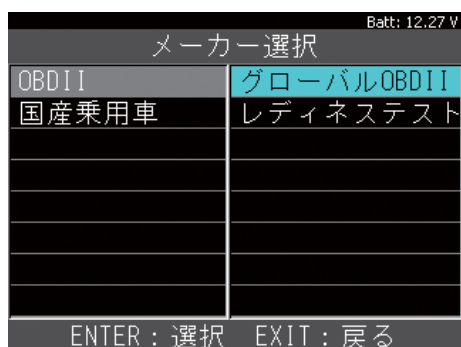 Batt: 12.27 V
メーカー選択
OBDII グローバルOBDII
国産乗用車 レディネステスト
ENTER：選択 EXIT：戻る